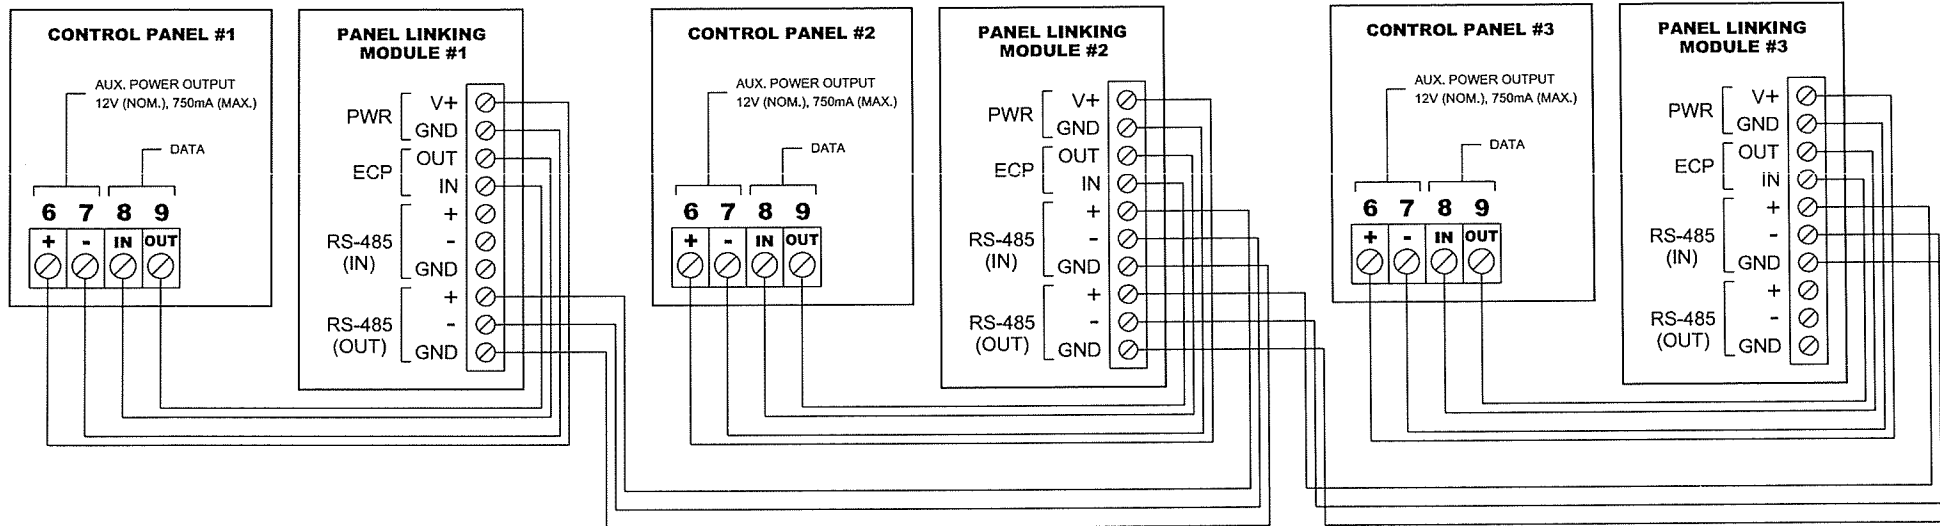 CONTROL PANEL #1
AUX. POWER OUTPUT
12V (NOM.), 750mA (MAX.)
DATA
6 7 8 9
+ - IN OUT
PANEL LINKING
MODULE #1
PWR
V+
GND
ECP
OUT
IN
RS-485
(IN)
+
-
GND
RS-485
(OUT)
+
-
GND
CONTROL PANEL #2
AUX. POWER OUTPUT
12V (NOM.), 750mA (MAX.)
DATA
6 7 8 9
+ - IN OUT
PANEL LINKING
MODULE #2
PWR
V+
GND
ECP
OUT
IN
RS-485
(IN)
+
-
GND
RS-485
(OUT)
+
-
GND
CONTROL PANEL #3
AUX. POWER OUTPUT
12V (NOM.), 750mA (MAX.)
DATA
6 7 8 9
+ - IN OUT
PANEL LINKING
MODULE #3
PWR
V+
GND
ECP
OUT
IN
RS-485
(IN)
+
-
GND
RS-485
(OUT)
+
-
GND